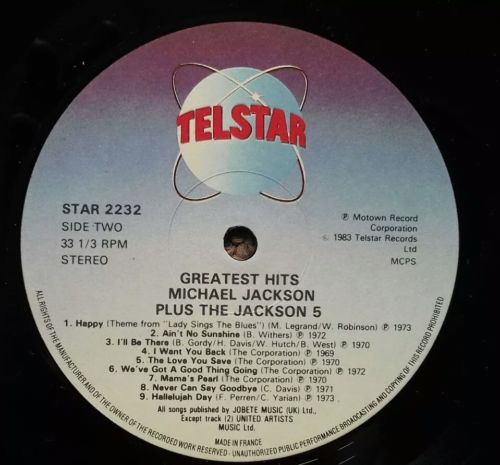 TELSTAR
STAR 2232
SIDE TWO
33 1/3 RPM
STEREO
℗ Motown Record
Corporation
© 1983 Telstar Records
Ltd
MCPS
GREATEST HITS
MICHAEL JACKSON
PLUS THE JACKSON 5
1. Happy (Theme from "Lady Sings The Blues") (M. Legrand/W. Robinson) ℗ 1973
2. Ain't No Sunshine (B. Withers) ℗ 1972
3. I'll Be There (B. Gordy/H. Davis/W. Hutch/B. West) ℗ 1970
4. I Want You Back (The Corporation) ℗ 1969
5. The Love You Save (The Corporation) ℗ 1970
6. We've Got A Good Thing Going (The Corporation) ℗ 1972
7. Mama's Pearl (The Corporation) ℗ 1970
8. Never Can Say Goodbye (C. Davis) ℗ 1971
9. Hallelujah Day (F. Perren/C. Yarian) ℗ 1973
All songs published by JOBETE MUSIC (UK) Ltd.,
Except track (2) UNITED ARTISTS
MUSIC Ltd.
MADE IN FRANCE
ALL RIGHTS OF THE MANUFACTURER AND OF THE OWNER OF THE RECORDED WORK RESERVED - UNAUTHORIZED PUBLIC PERFORMANCE BROADCASTING AND COPYING OF THIS RECORD PROHIBITED